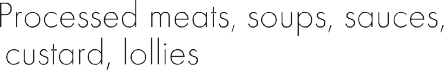 Processed meats, soups, sauces,
custard, lollies